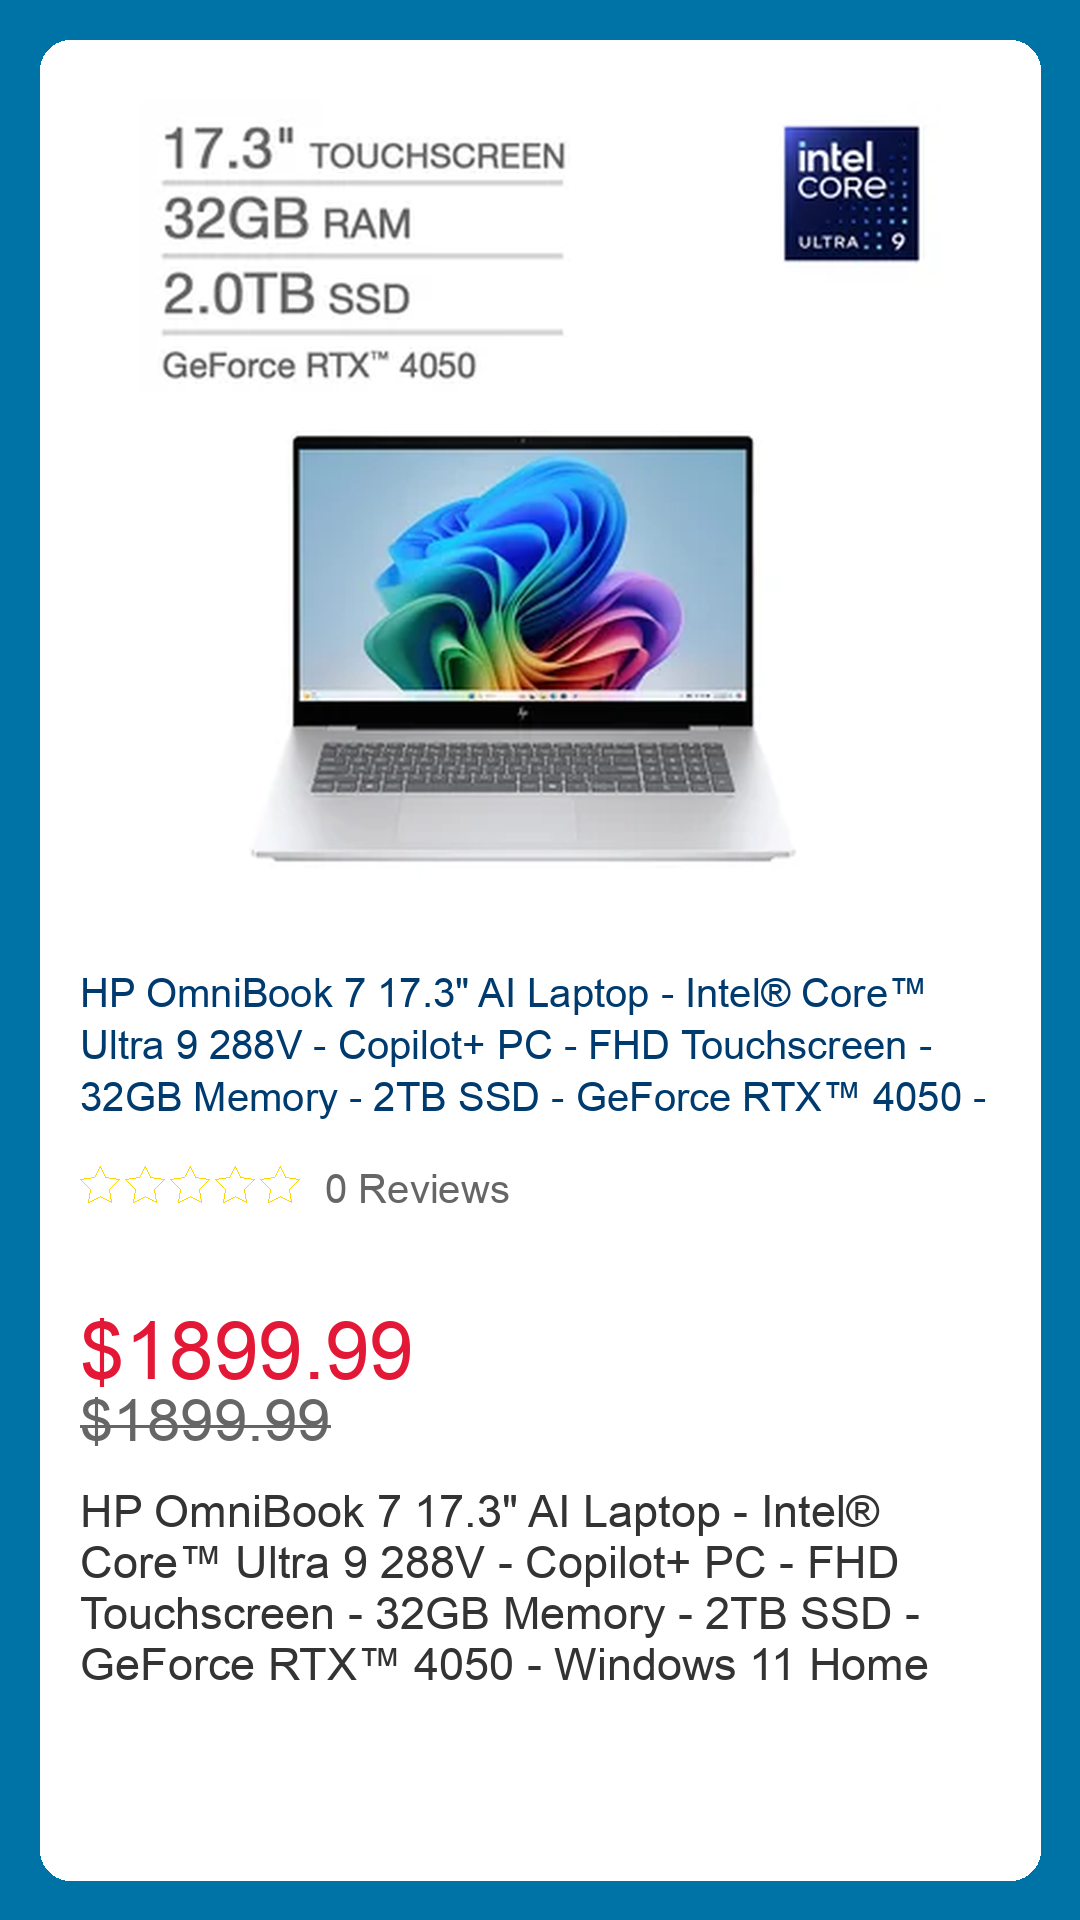 17.3" TOUCHSCREEN
32GB RAM
2.0TB SSD
GeForce RTX™ 4050
intel
CORE
ULTRA 9
hp
HP OmniBook 7 17.3" AI Laptop - Intel® Core™
Ultra 9 288V - Copilot+ PC - FHD Touchscreen -
32GB Memory - 2TB SSD - GeForce RTX™ 4050 -
0 Reviews
$1899.99
$1899.99
HP OmniBook 7 17.3" AI Laptop - Intel®
Core™ Ultra 9 288V - Copilot+ PC - FHD
Touchscreen - 32GB Memory - 2TB SSD -
GeForce RTX™ 4050 - Windows 11 Home